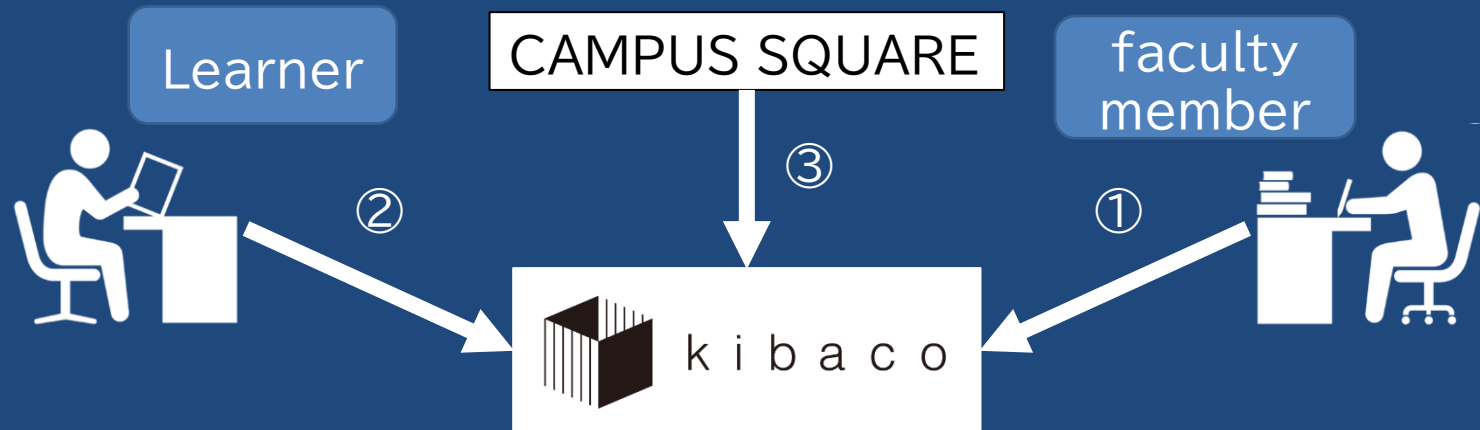 Learner
CAMPUS SQUARE
faculty
member
②
③
①
kibaco